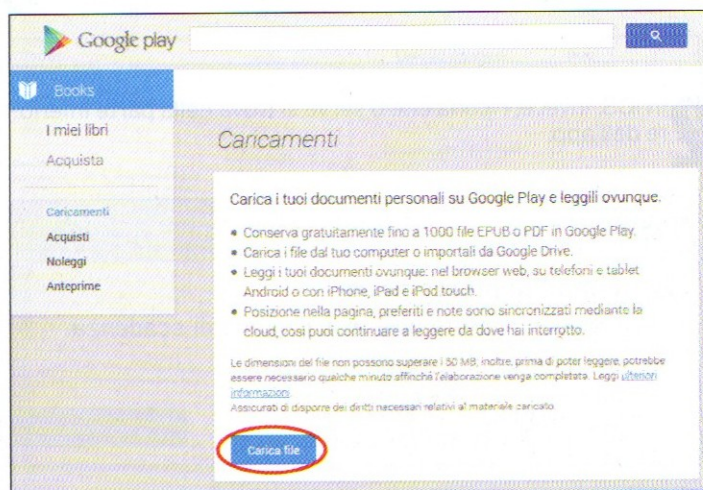 Google play
Books
I miei libri
Acquista
Caricamenti
Acquisti
Noleggi
Anteprime
Caricamenti
Carica i tuoi documenti personali su Google Play e leggili ovunque.
Conserva gratuitamente fino a 1000 file EPUB o PDF in Google Play.
Carica i file dal tuo computer o importali da Google Drive.
Leggi i tuoi documenti ovunque: nel browser web, su telefoni e tablet
Android o con iPhone, iPad e iPod touch.
Posizione nella pagina, preferiti e note sono sincronizzati mediante la
cloud, così puoi continuare a leggere da dove hai interrotto.
Le dimensioni del file non possono superare i 50 MB, inoltre, prima di poter leggere, potrebbe
essere necessario qualche minuto affinché l'elaborazione venga completata. Leggi ulteriori
informazioni.
Assicurati di disporre dei diritti necessari relativi al materiale caricato.
Carica file